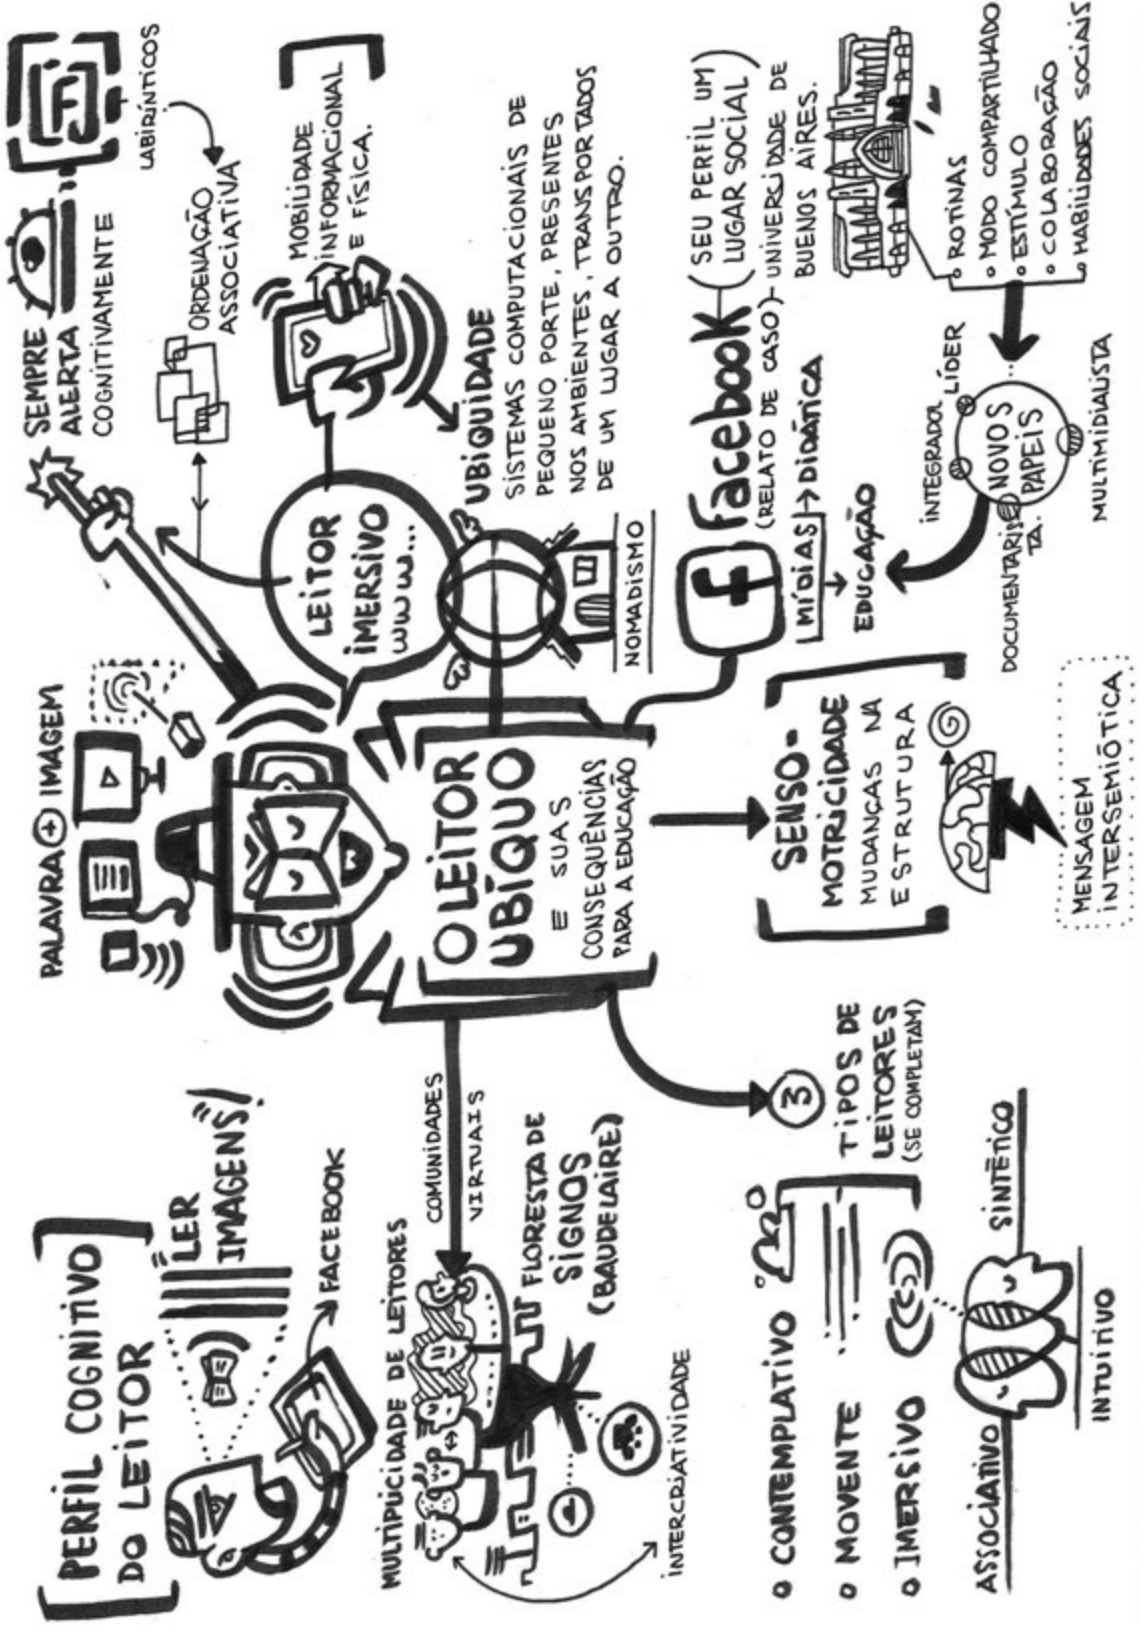 PERFIL COGNITIVO
DO LEITOR
LER
IMAGENS!
FACEBOOK
MULTIPLICIDADE DE LEITORES
COMUNIDADES
VIRTUAIS
FLORESTA DE
SIGNOS
(BAUDELAIRE)
INTERCRIATIVIDADE
3
TIPOS DE
LEITORES
(SE COMPLETAM)
CONTEMPLATIVO
MOVENTE
IMERSIVO
ASSOCIATIVO
SINTÉTICO
INTUITIVO
PALAVRA + IMAGEM
O LEITOR
UBÍQUO
E SUAS
CONSEQUÊNCIAS
PARA A EDUCAÇÃO
SENSO-
MOTRICIDADE
MUDANÇAS NA
E STRUTURA
MENSAGEM
INTERSEMIÓTICA
SEMPRE
ALERTA
COGNITIVAMENTE
LABIRÍNTICOS
ORDENAÇÃO
ASSOCIATIVA
LEITOR
IMERSIVO
WWW...
MOBILIDADE
INFORMACIONAL
E FÍSICA.
UBIQUIDADE
SISTEMAS COMPUTACIONAIS DE
PEQUENO PORTE, PRESENTES
NOS AMBIENTES, TRANSPORTADOS
DE UM LUGAR A OUTRO.
NOMADISMO
f facebook
(SEU PERFIL UM
LUGAR SOCIAL)
(RELATO DE CASO) - UNIVERCIDADE DE
BUENOS AIRES.
MÍDIAS → DIDÁTICA
EDUCAÇÃO
ROTINAS
MODO COMPARTILHADO
ESTÍMULO
COLABORAÇÃO
HABILIDADES SOCIAIS
NOVOS
PAPEIS
INTEGRADOR
LÍDER
DOCUMENTARIS
TA.
MULTIMIDIALISTA